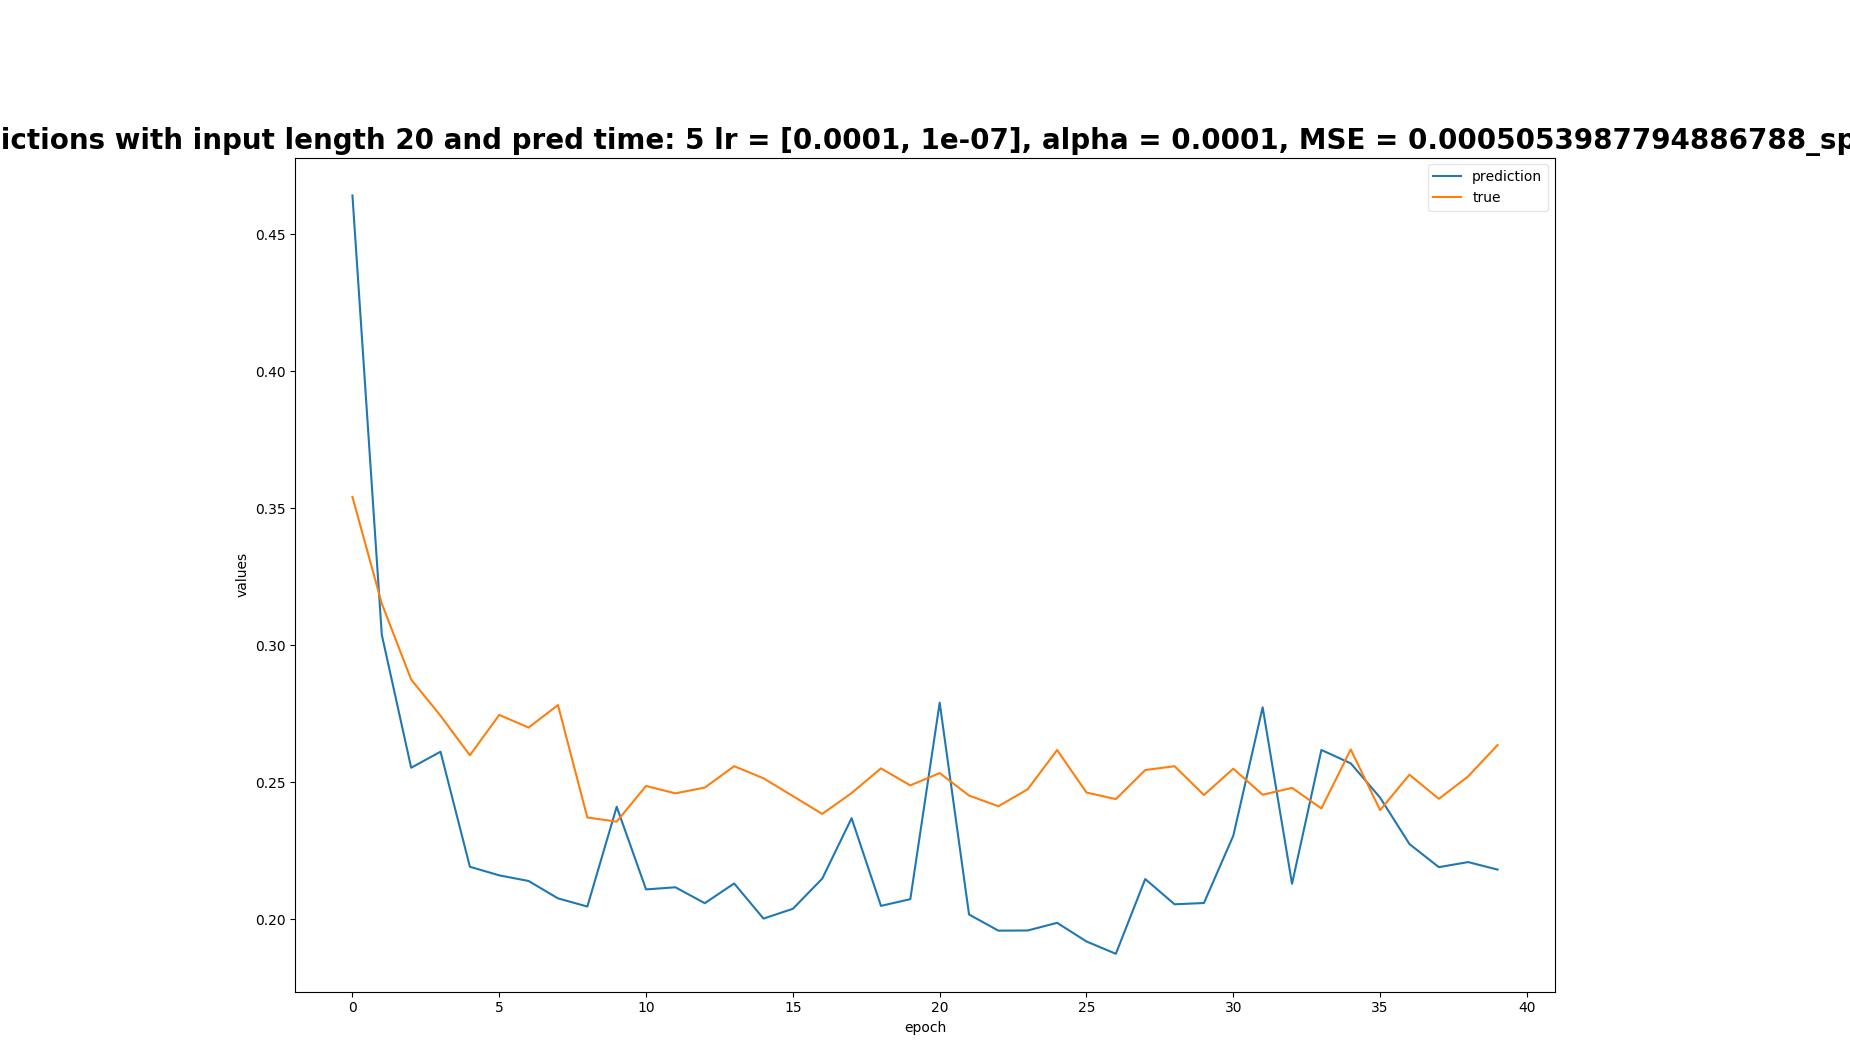 ictions with input length 20 and pred time: 5 lr = [0.0001, 1e-07], alpha = 0.0001, MSE = 0.0005053987794886788_sp
prediction
true
0.45
0.40
0.35
0.30
0.25
0.20
values
0 5 10 15 20 25 30 35 40
epoch